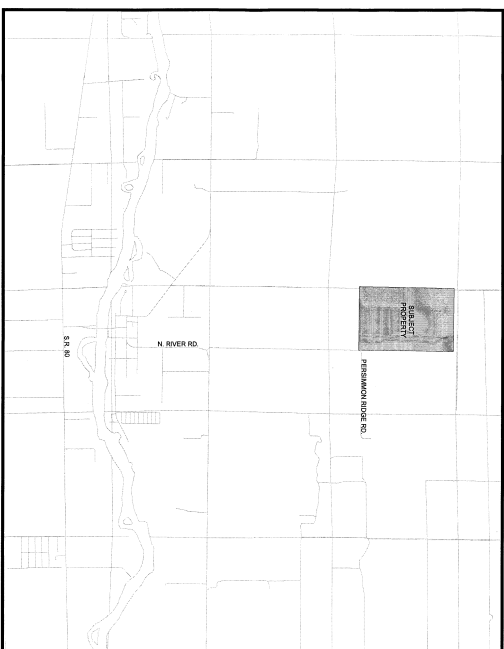 SUBJECT
PROPERTY
N. RIVER RD.
S.R. 80
PERSIMMON RIDGE RD.